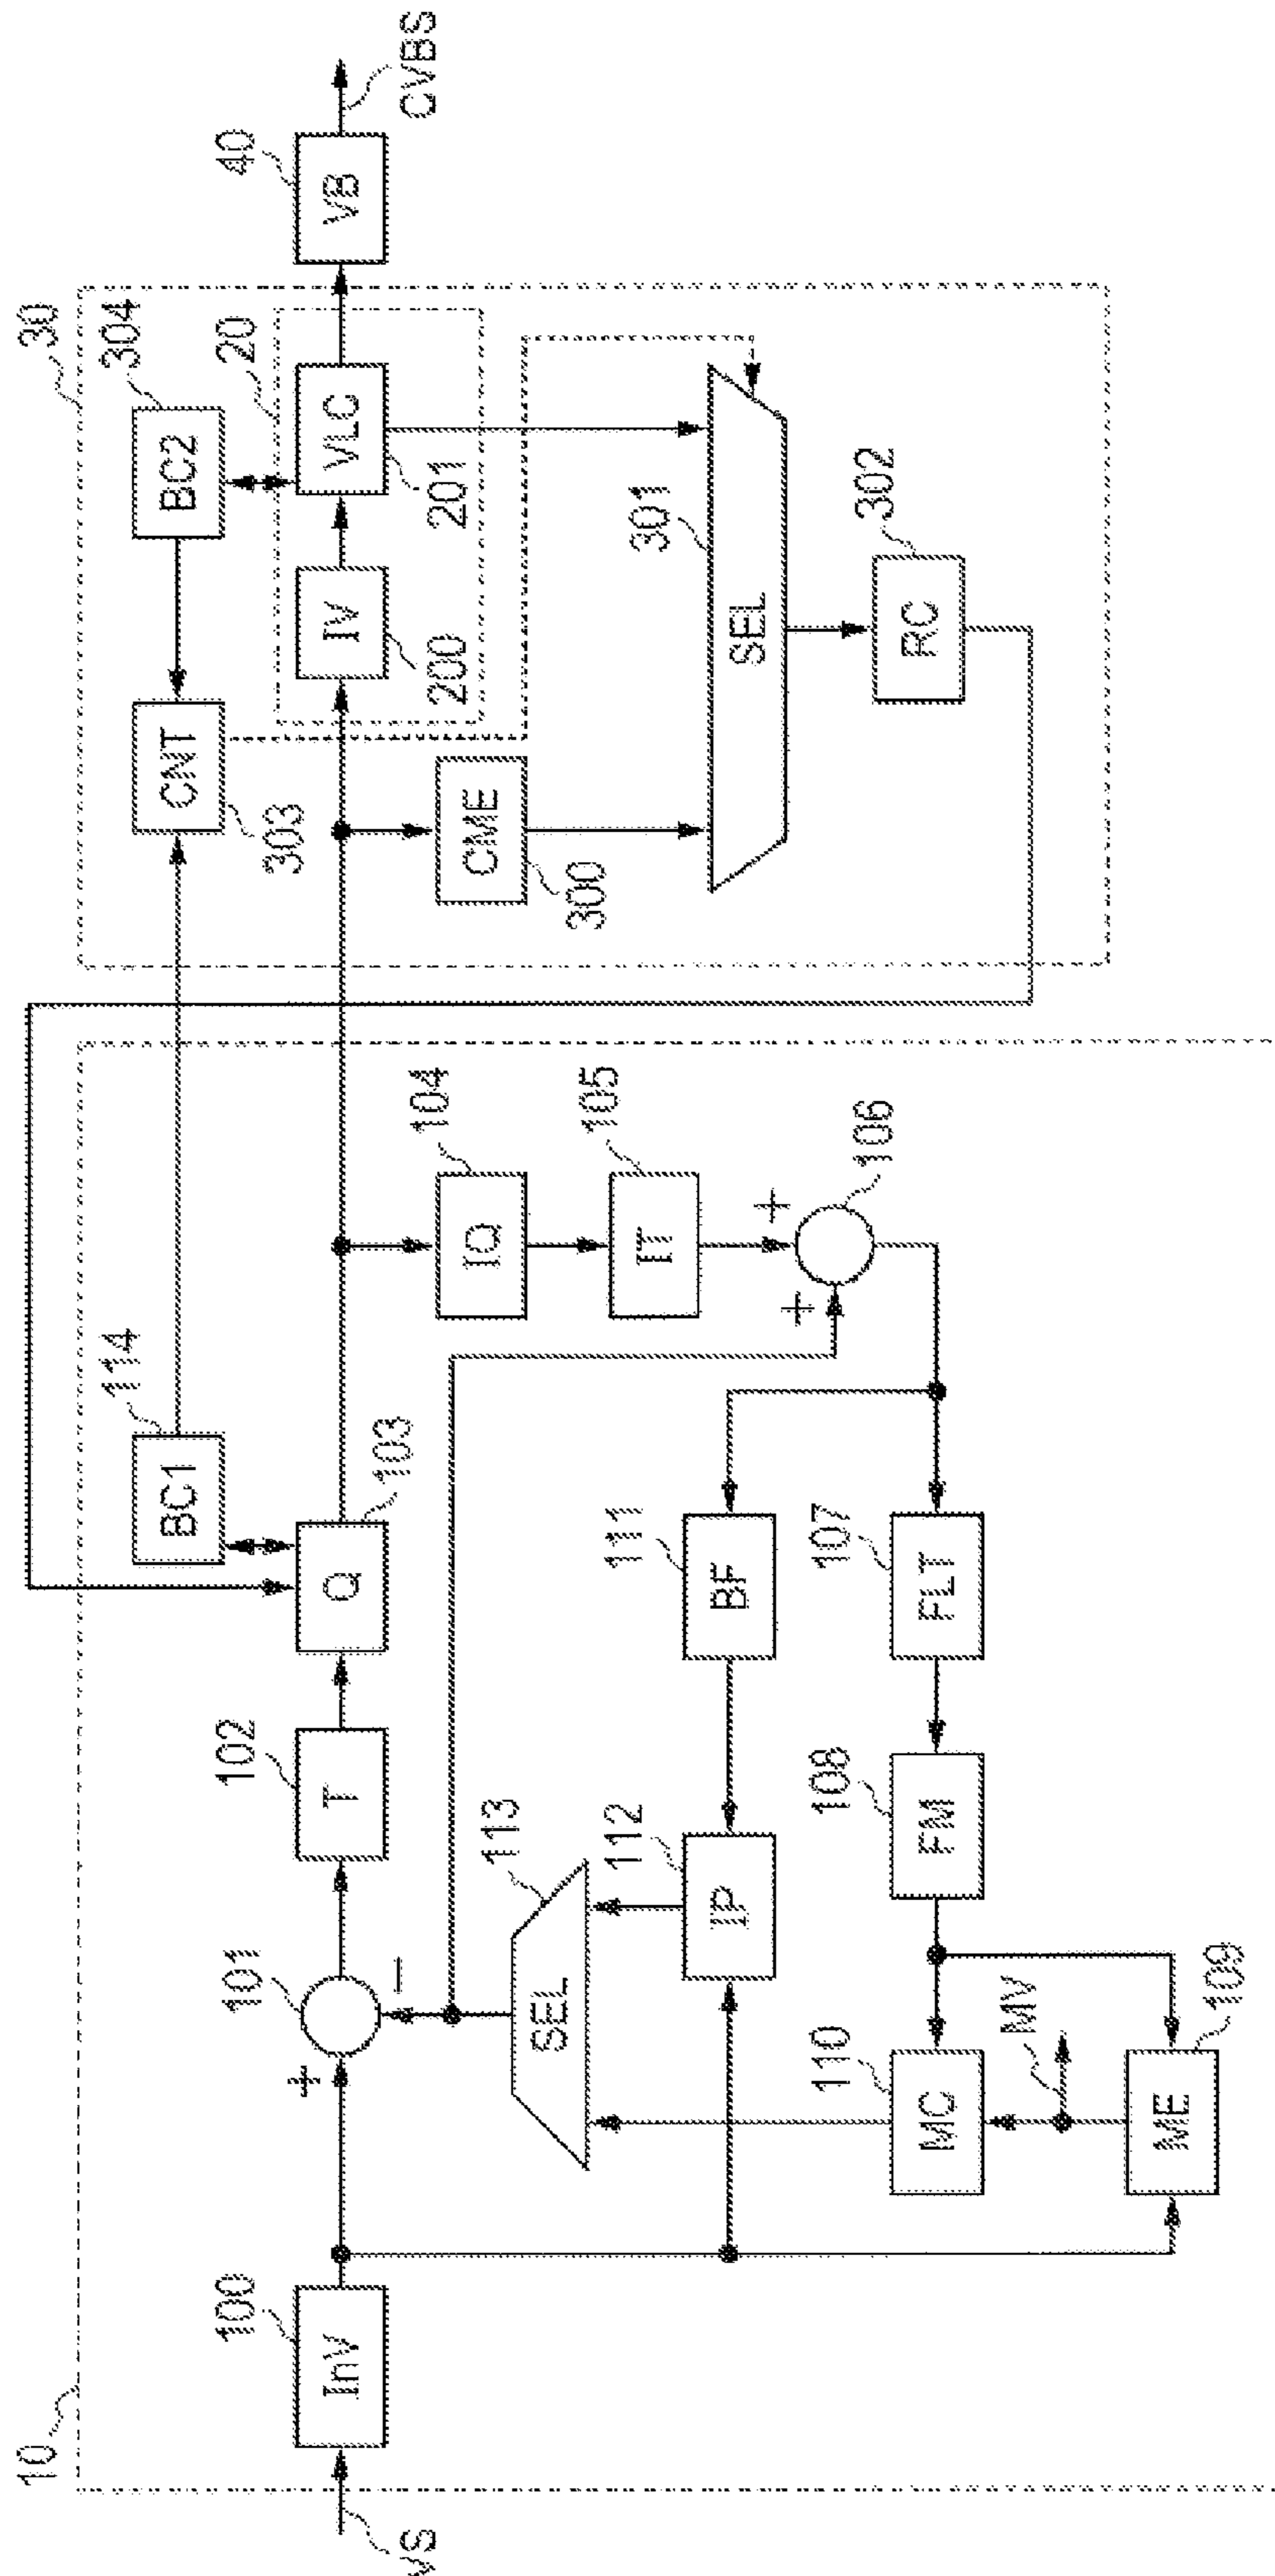 10
VS
100
InV
101
+
−
102
T
103
Q
114
BC1
104
IQ
105
IT
106
+
+
113
SEL
112
IP
111
BF
107
FLT
108
FM
110
MC
MV
109
ME
30
303
CNT
304
BC2
20
200
IV
201
VLC
300
CME
301
SEL
302
RC
40
VB
CVBS